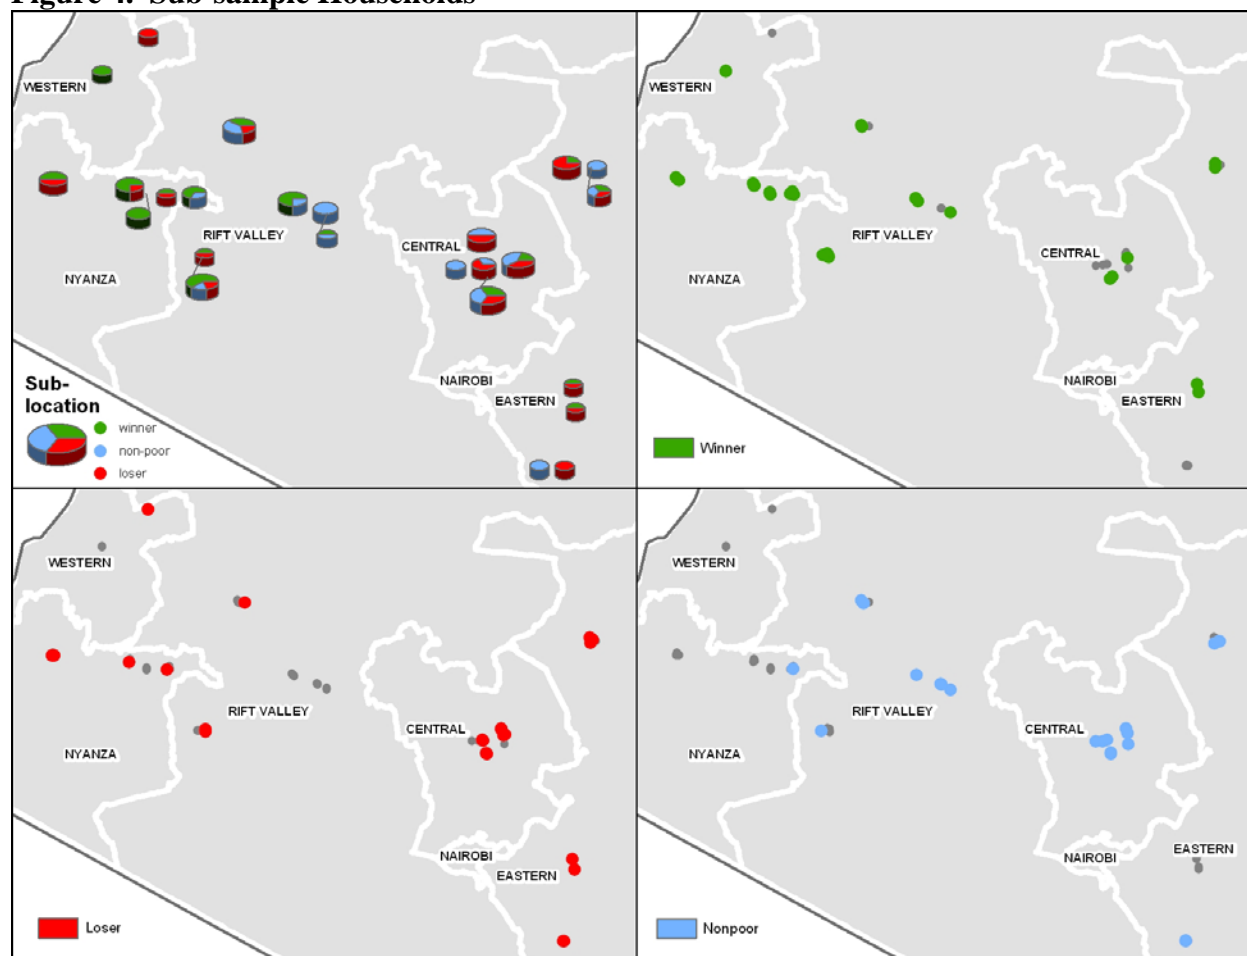 Figure 4. Sub-sample Households
WESTERN
RIFT VALLEY
CENTRAL
NYANZA
NAIROBI
EASTERN
Sub-
location
winner
non-poor
loser
WESTERN
RIFT VALLEY
CENTRAL
NYANZA
NAIROBI
EASTERN
Winner
WESTERN
RIFT VALLEY
CENTRAL
NYANZA
NAIROBI
EASTERN
Loser
WESTERN
RIFT VALLEY
CENTRAL
NYANZA
EASTERN
NAIROBI
Nonpoor